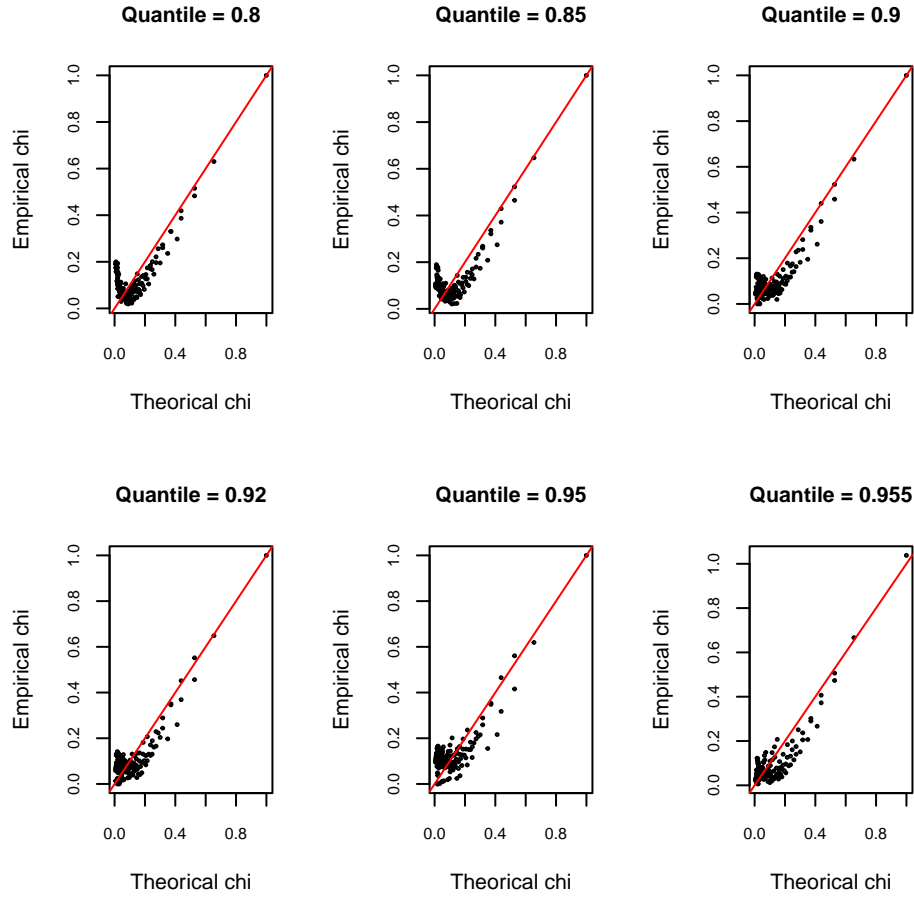 Quantile = 0.8
Quantile = 0.85
Quantile = 0.9
Empirical chi
0.0 0.2 0.4 0.6 0.8 1.0
Empirical chi
0.0 0.2 0.4 0.6 0.8 1.0
Empirical chi
0.0 0.2 0.4 0.6 0.8 1.0
0.0 0.4 0.8
0.0 0.4 0.8
0.0 0.4 0.8
Theorical chi
Theorical chi
Theorical chi
Quantile = 0.92
Quantile = 0.95
Quantile = 0.955
Empirical chi
0.0 0.2 0.4 0.6 0.8 1.0
Empirical chi
0.0 0.2 0.4 0.6 0.8 1.0
Empirical chi
0.0 0.2 0.4 0.6 0.8 1.0
0.0 0.4 0.8
0.0 0.4 0.8
0.0 0.4 0.8
Theorical chi
Theorical chi
Theorical chi